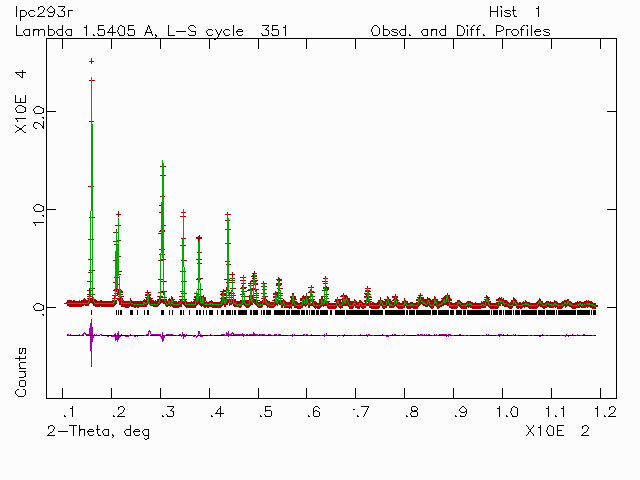 lpc293r Hist 1
Lambda 1.5405 A, L-S cycle 351 Obsd. and Diff. Profiles
X10E 4
2.0
1.0
.0
Counts
.1 .2 .3 .4 .5 .6 .7 .8 .9 1.0 1.1 1.2
2-Theta, deg X10E 2